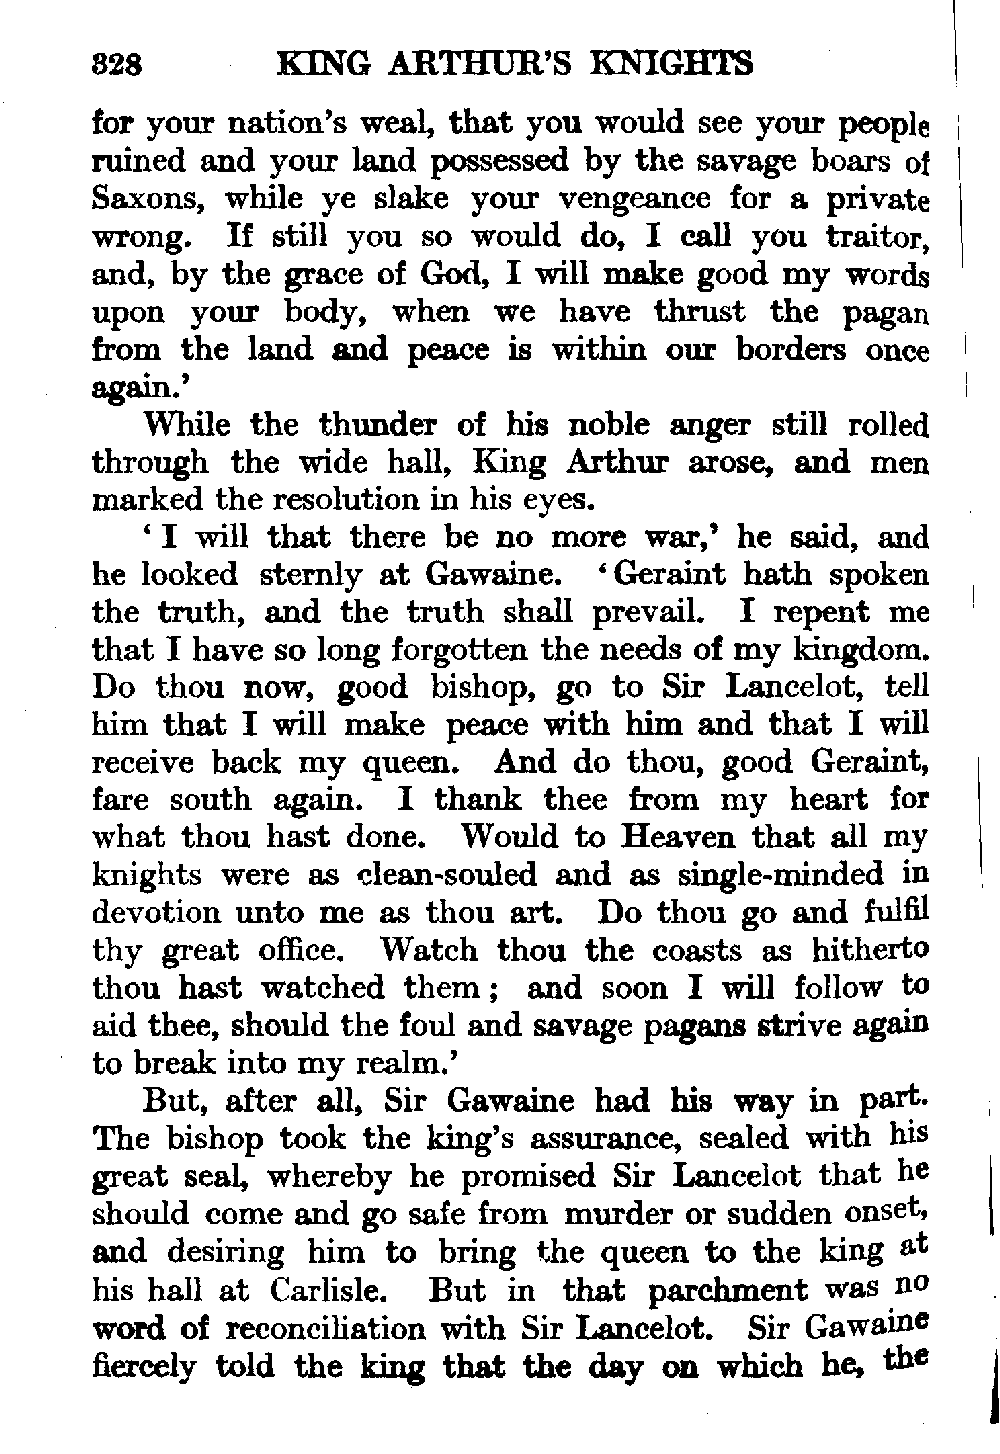 328 KING ARTHUR'S KNIGHTS
for your nation's weal, that you would see your people
ruined and your land possessed by the savage boars of
Saxons, while ye slake your vengeance for a private
wrong. If still you so would do, I call you traitor,
and, by the grace of God, I will make good my words
upon your body, when we have thrust the pagan
from the land and peace is within our borders once
again.'
While the thunder of his noble anger still rolled
through the wide hall, King Arthur arose, and men
marked the resolution in his eyes.
'I will that there be no more war,' he said, and
he looked sternly at Gawaine. 'Geraint hath spoken
the truth, and the truth shall prevail. I repent me
that I have so long forgotten the needs of my kingdom.
Do thou now, good bishop, go to Sir Lancelot, tell
him that I will make peace with him and that I will
receive back my queen. And do thou, good Geraint,
fare south again. I thank thee from my heart for
what thou hast done. Would to Heaven that all my
knights were as clean-souled and as single-minded in
devotion unto me as thou art. Do thou go and fulfil
thy great office. Watch thou the coasts as hitherto
thou hast watched them; and soon I will follow to
aid thee, should the foul and savage pagans strive again
to break into my realm.'
But, after all, Sir Gawaine had his way in part.
The bishop took the king's assurance, sealed with his
great seal, whereby he promised Sir Lancelot that he
should come and go safe from murder or sudden onset,
and desiring him to bring the queen to the king at
his hall at Carlisle. But in that parchment was no
word of reconciliation with Sir Lancelot. Sir Gawaine
fiercely told the king that the day on which he, the